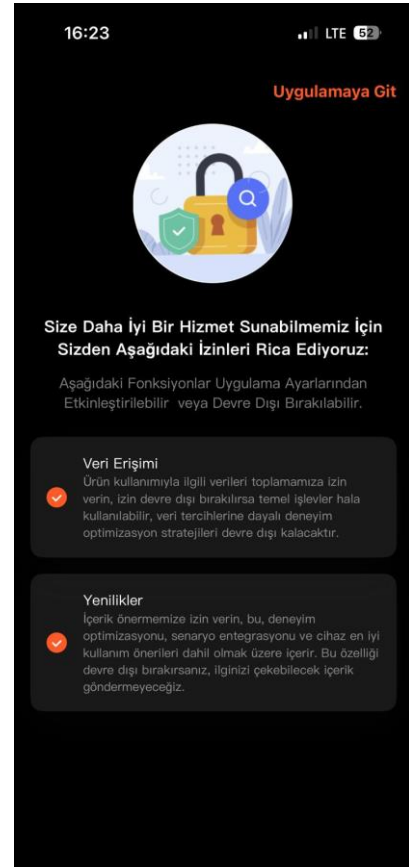 16:23
LTE 52
Uygulamaya Git
Size Daha İyi Bir Hizmet Sunabilmemiz İçin
Sizden Aşağıdaki İzinleri Rica Ediyoruz:
Aşağıdaki Fonksiyonlar Uygulama Ayarlarından
Etkinleştirilebilir veya Devre Dışı Bırakılabilir.
Veri Erişimi
Ürün kullanımıyla ilgili verileri toplamamıza izin
verin, izin devre dışı bırakılırsa temel işlevler hala
kullanılabilir, veri tercihlerine dayalı deneyim
optimizasyon stratejileri devre dışı kalacaktır.
Yenilikler
İçerik önermemize izin verin, bu, deneyim
optimizasyonu, senaryo entegrasyonu ve cihaz en iyi
kullanım önerileri dahil olmak üzere içerir. Bu özelliği
devre dışı bırakırsanız, ilginizi çekebilecek içerik
göndermeyeceğiz.